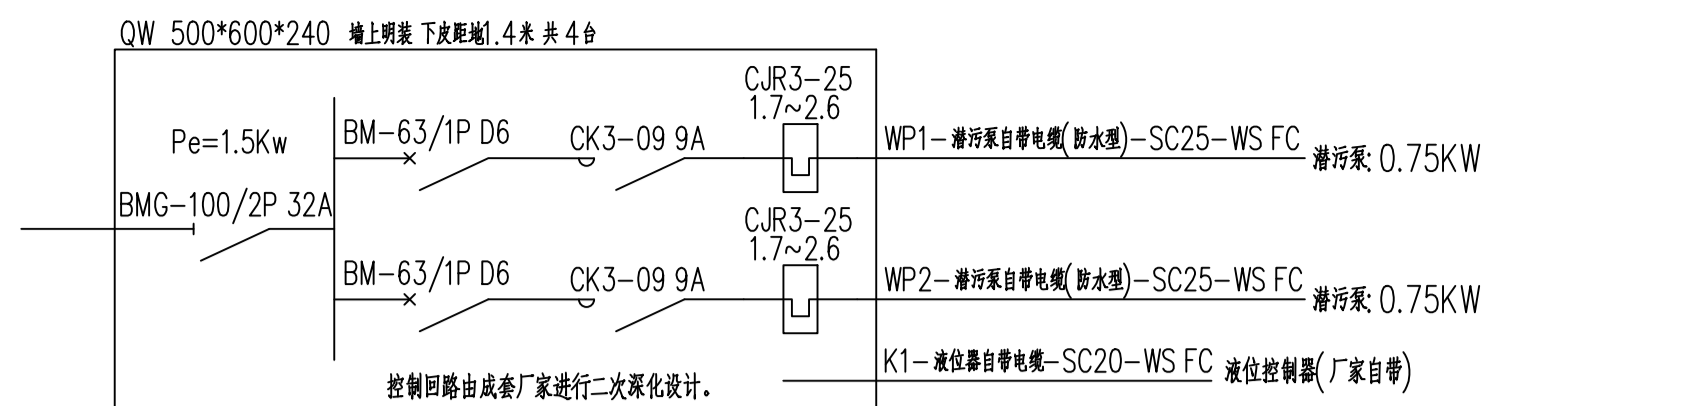 QW 500*600*240 墙上明装 下皮距地1.4米 共4台
CJR3-25
1.7~2.6
Pe=1.5Kw
BM-63/1P D6
CK3-09 9A
WP1-潜污泵自带电缆(防水型)-SC25-WS FC
潜污泵: 0.75KW
BMG-100/2P 32A
CJR3-25
1.7~2.6
BM-63/1P D6
CK3-09 9A
WP2-潜污泵自带电缆(防水型)-SC25-WS FC
潜污泵: 0.75KW
K1-液位器自带电缆-SC20-WS FC
液位控制器(厂家自带)
控制回路由成套厂家进行二次深化设计。